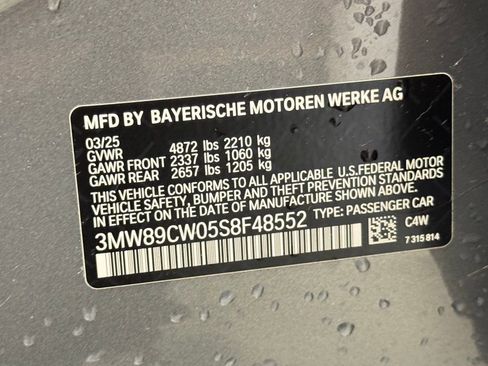 MFD BY BAYERISCHE MOTOREN WERKE AG
03/25
GVWR 4872 lbs 2210 kg
GAWR FRONT 2337 lbs 1060 kg
GAWR REAR 2657 lbs 1205 kg
THIS VEHICLE CONFORMS TO ALL APPLICABLE U.S.FEDERAL MOTOR
VEHICLE SAFETY, BUMPER AND THEFT PREVENTION STANDARDS
IN EFFECT ON THE DATE OF MANUFACTURE SHOWN ABOVE.
3MW89CW05S8F48552 TYPE: PASSENGER CAR
C4W
7 315 814